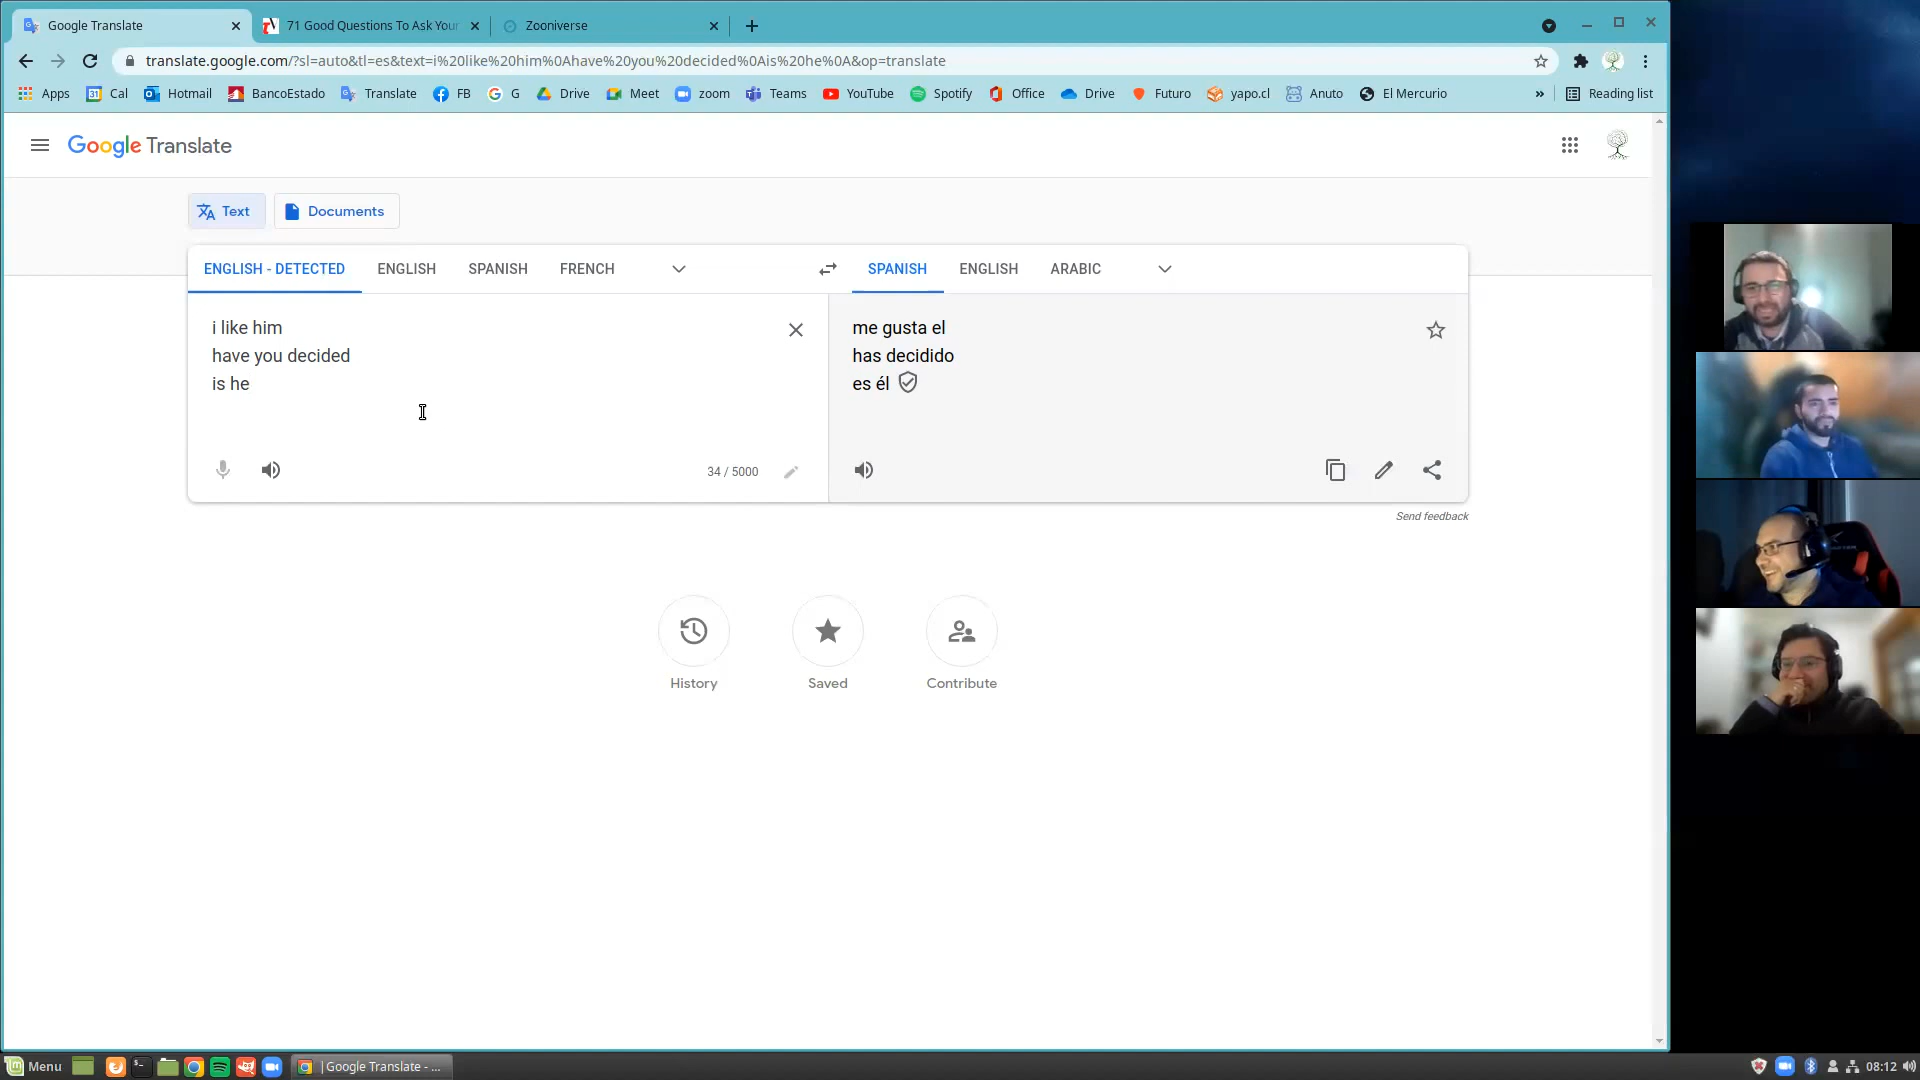 Google Translate
71 Good Questions To Ask Your
Zooniverse
translate.google.com/?sl=auto&tl=es&text=i%20like%20him%0Ahave%20you%20decided%0Ais%20he%0A&op=translate
Apps Cal Hotmail BancoEstado Translate FB G Drive Meet zoom Teams YouTube Spotify Office Drive Futuro yapo.cl Anuto El Mercurio » Reading list
Google Translate
Text Documents
ENGLISH - DETECTED ENGLISH SPANISH FRENCH SPANISH ENGLISH ARABIC
i like him
have you decided
is he
34 / 5000
me gusta el
has decidido
es él
Send feedback
History Saved Contribute
Menu | Google Translate - ... 08:12